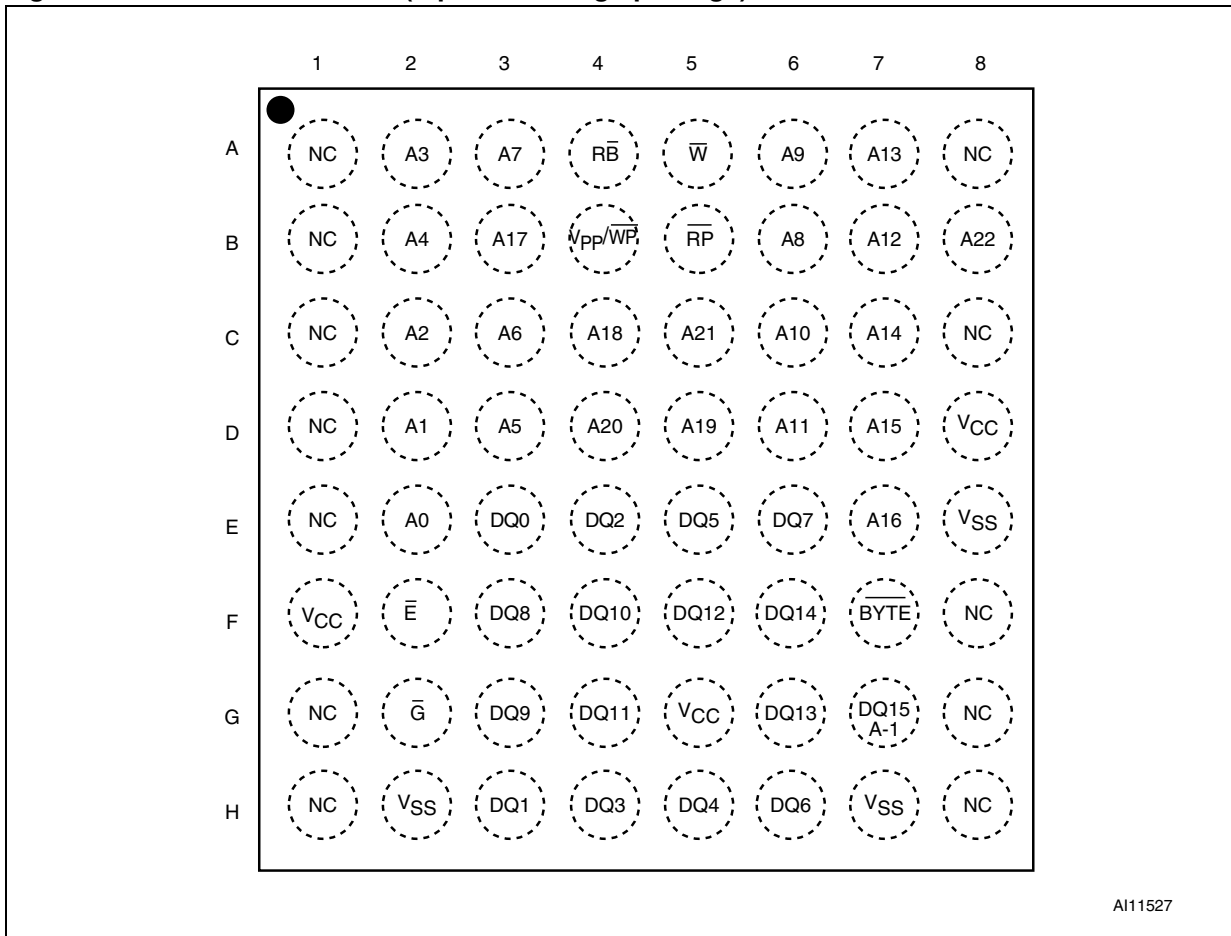 1 2 3 4 5 6 7 8
A NC A3 A7 RB̅ W̅ A9 A13 NC
B NC A4 A17 VPP/W̅P̅ R̅P̅ A8 A12 A22
C NC A2 A6 A18 A21 A10 A14 NC
D NC A1 A5 A20 A19 A11 A15 VCC
E NC A0 DQ0 DQ2 DQ5 DQ7 A16 VSS
F VCC E̅ DQ8 DQ10 DQ12 DQ14 B̅Y̅T̅E̅ NC
G NC G̅ DQ9 DQ11 VCC DQ13 DQ15 A-1 NC
H NC VSS DQ1 DQ3 DQ4 DQ6 VSS NC
AI11527